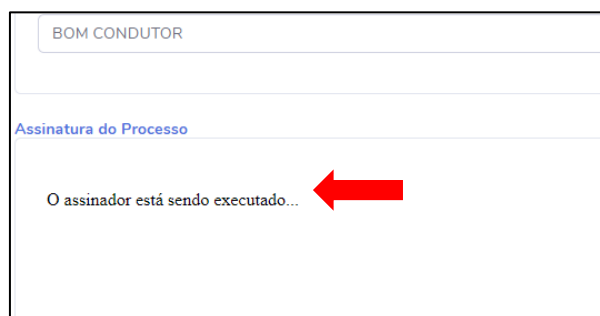 BOM CONDUTOR
Assinatura do Processo
O assinador está sendo executado...